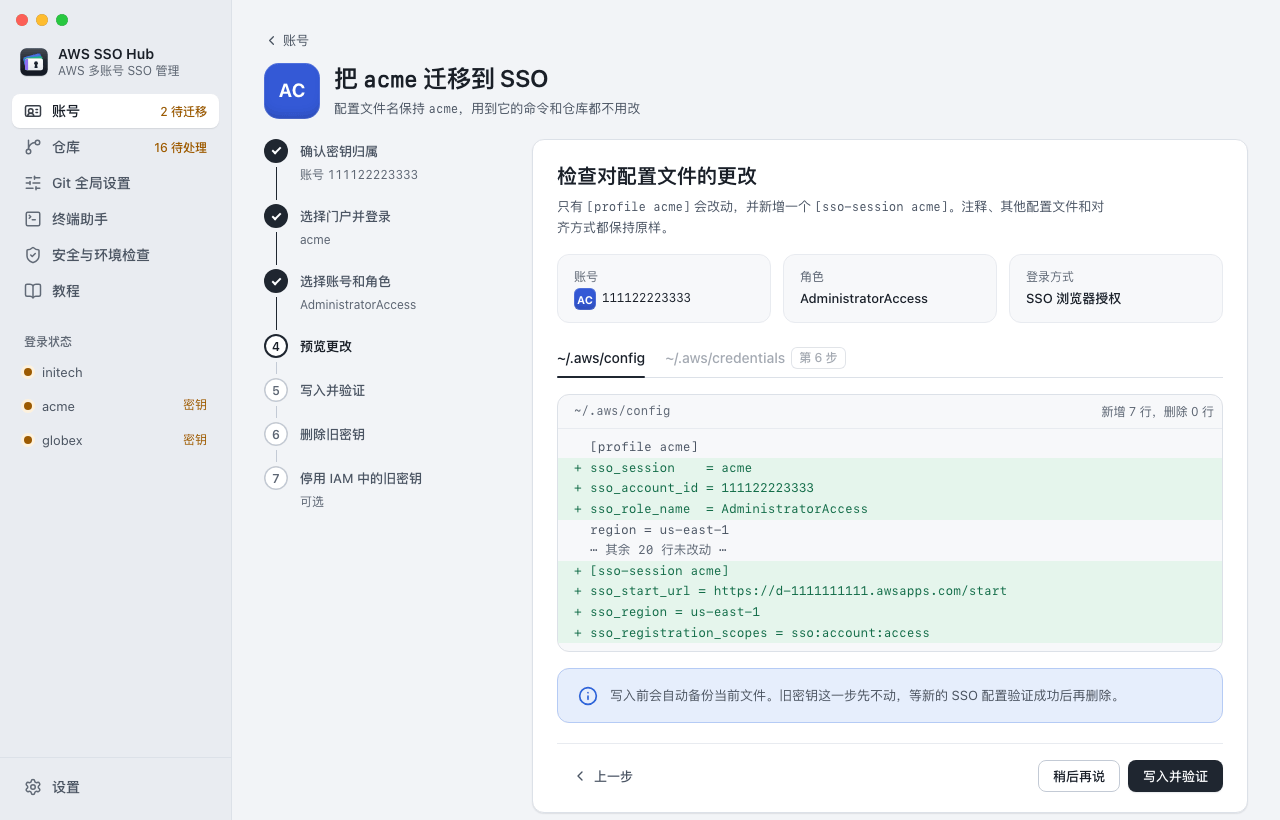 AWS SSO Hub
AWS 多账号 SSO 管理
账号 2 待迁移
仓库 16 待处理
Git 全局设置
终端助手
安全与环境检查
教程
登录状态
initech
acme 密钥
globex 密钥
设置
账号
AC
把 acme 迁移到 SSO
配置文件名保持 acme，用到它的命令和仓库都不用改
确认密钥归属
账号 111122223333
选择门户并登录
acme
选择账号和角色
AdministratorAccess
4 预览更改
5 写入并验证
6 删除旧密钥
7 停用 IAM 中的旧密钥
可选
检查对配置文件的更改
只有 [profile acme] 会改动，并新增一个 [sso-session acme]。注释、其他配置文件和对
齐方式都保持原样。
账号
AC 111122223333
角色
AdministratorAccess
登录方式
SSO 浏览器授权
~/.aws/config ~/.aws/credentials 第 6 步
~/.aws/config 新增 7 行，删除 0 行
[profile acme]
+ sso_session    = acme
+ sso_account_id = 111122223333
+ sso_role_name  = AdministratorAccess
region = us-east-1
⋯ 其余 20 行未改动 ⋯
+ [sso-session acme]
+ sso_start_url = https://d-1111111111.awsapps.com/start
+ sso_region = us-east-1
+ sso_registration_scopes = sso:account:access
写入前会自动备份当前文件。旧密钥这一步先不动，等新的 SSO 配置验证成功后再删除。
上一步 稍后再说 写入并验证